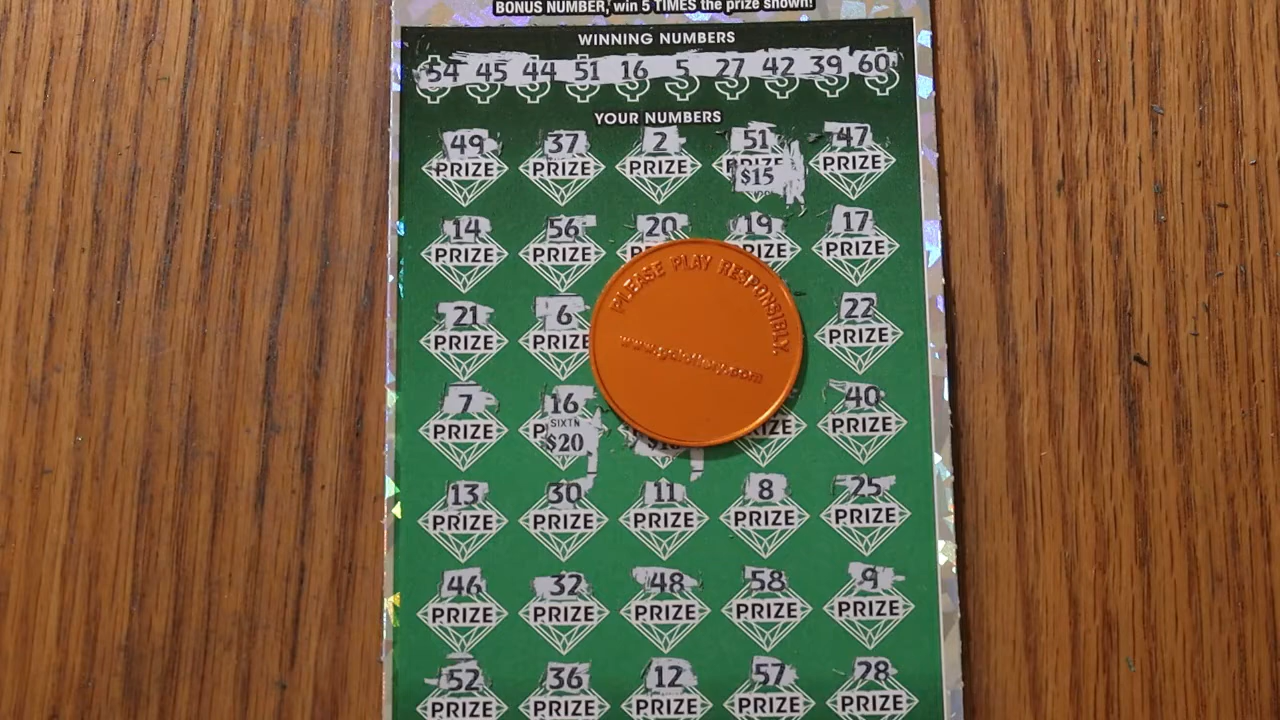 BONUS NUMBER, win 5 TIMES the prize shown!
WINNING NUMBERS
54 45 44 51 16 5 27 42 39 60
YOUR NUMBERS
49 37 2 51 47
PRIZE PRIZE PRIZE PRIZE PRIZE
$15
14 56 20 19 17
PRIZE PRIZE PRIZE
PLEASE PLAY RESPONSIBLY.
www.galottery.com
21 6 22
PRIZE PRIZE PRIZE
7 16 40
PRIZE PRIZE
SIXTN
$20
13 30 11 8 25
PRIZE PRIZE PRIZE PRIZE PRIZE
46 32 48 58 9
PRIZE PRIZE PRIZE PRIZE PRIZE
52 36 12 57 28
PRIZE PRIZE PRIZE PRIZE PRIZE